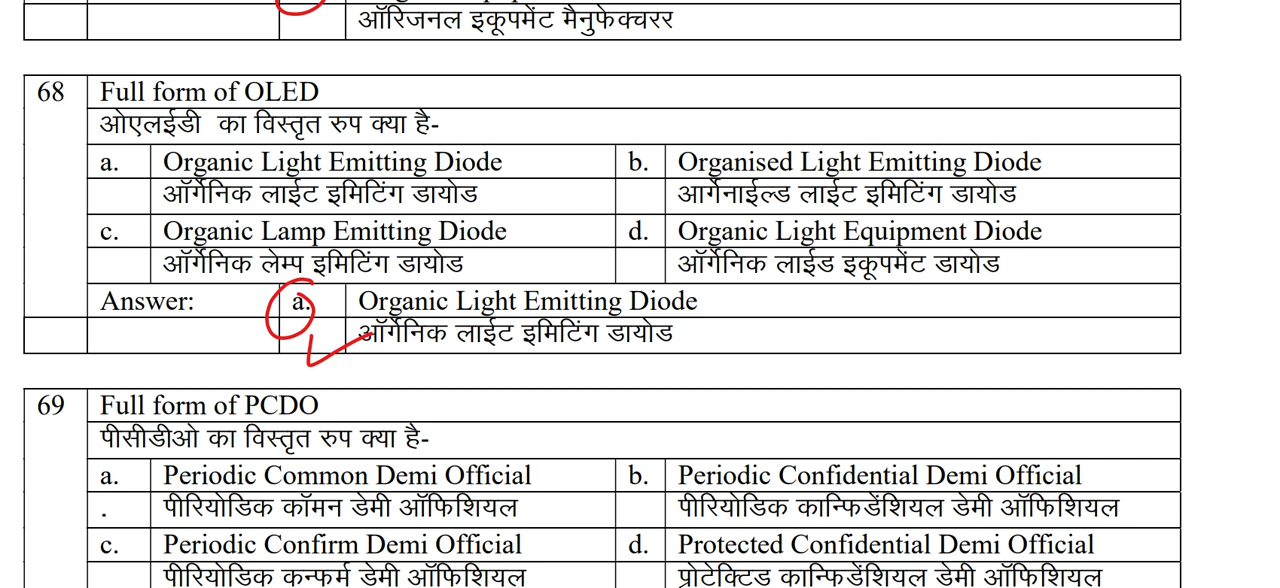 ऑरिजनल इकूपमेंट मैनुफेक्चरर
68 Full form of OLED
ओएलईडी का विस्तृत रुप क्या है-
a. Organic Light Emitting Diode b. Organised Light Emitting Diode
ऑर्गेनिक लाईट इमिटिंग डायोड आर्गेनाईल्ड लाईट इमिटिंग डायोड
c. Organic Lamp Emitting Diode d. Organic Light Equipment Diode
ऑर्गेनिक लेम्प इमिटिंग डायोड ऑर्गेनिक लाईड इकूपमेंट डायोड
Answer: a. Organic Light Emitting Diode
ऑर्गेनिक लाईट इमिटिंग डायोड
69 Full form of PCDO
पीसीडीओ का विस्तृत रुप क्या है-
a. Periodic Common Demi Official b. Periodic Confidential Demi Official
. पीरियोडिक कॉमन डेमी ऑफिशियल पीरियोडिक कान्फिडेंशियल डेमी ऑफिशियल
c. Periodic Confirm Demi Official d. Protected Confidential Demi Official
पीरियोडिक कन्फर्म डेमी ऑफिशियल प्रोटेक्टिड कान्फिडेंशियल डेमी ऑफिशियल